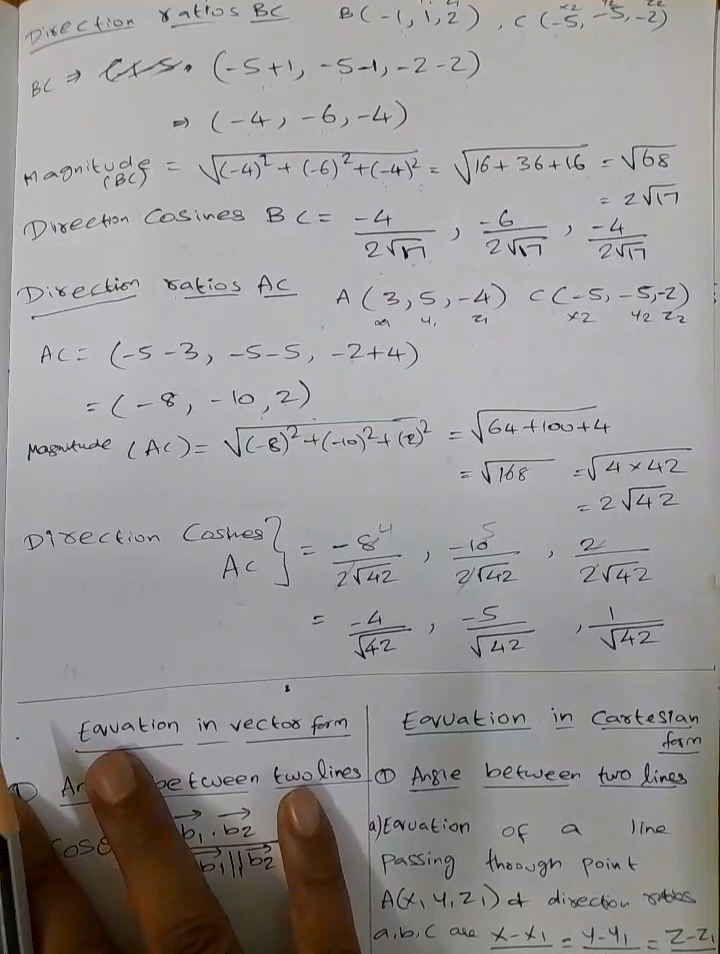 Direction ratios BC B(-1, 1, 2) , C (-5, -5, -2)
x2 y2 z2
BC ⇒ (-5+1, -5-1, -2-2)
⇒ (-4, -6, -4)
Magnitude (BC) = √(-4)² + (-6)² + (-4)² = √16+36+16 = √68
= 2√17
Direction Cosines BC = -4/2√17 , -6/2√17 , -4/2√17
Direction ratios AC A (3, 5, -4) C (-5, -5, -2)
x1 y1 z1 x2 y2 z2
AC = (-5-3, -5-5, -2+4)
= (-8, -10, 2)
Magnitude (AC) = √(-8)²+(-10)²+(2)² = √64+100+4
= √168 = √4×42
= 2√42
Direction Cosines AC } = -8/2√42 , -10/2√42 , 2/2√42
= -4/√42 , -5/√42 , 1/√42
Equation in vector form
① between two lines
b1 . b2
b1||b2
Equation in Cartesian form
① Angle between two lines
a) Equation of a line
passing through point
A(x, y, z1) & direction ratios
a, b, c are x-x1 = y-y1 = z-z1